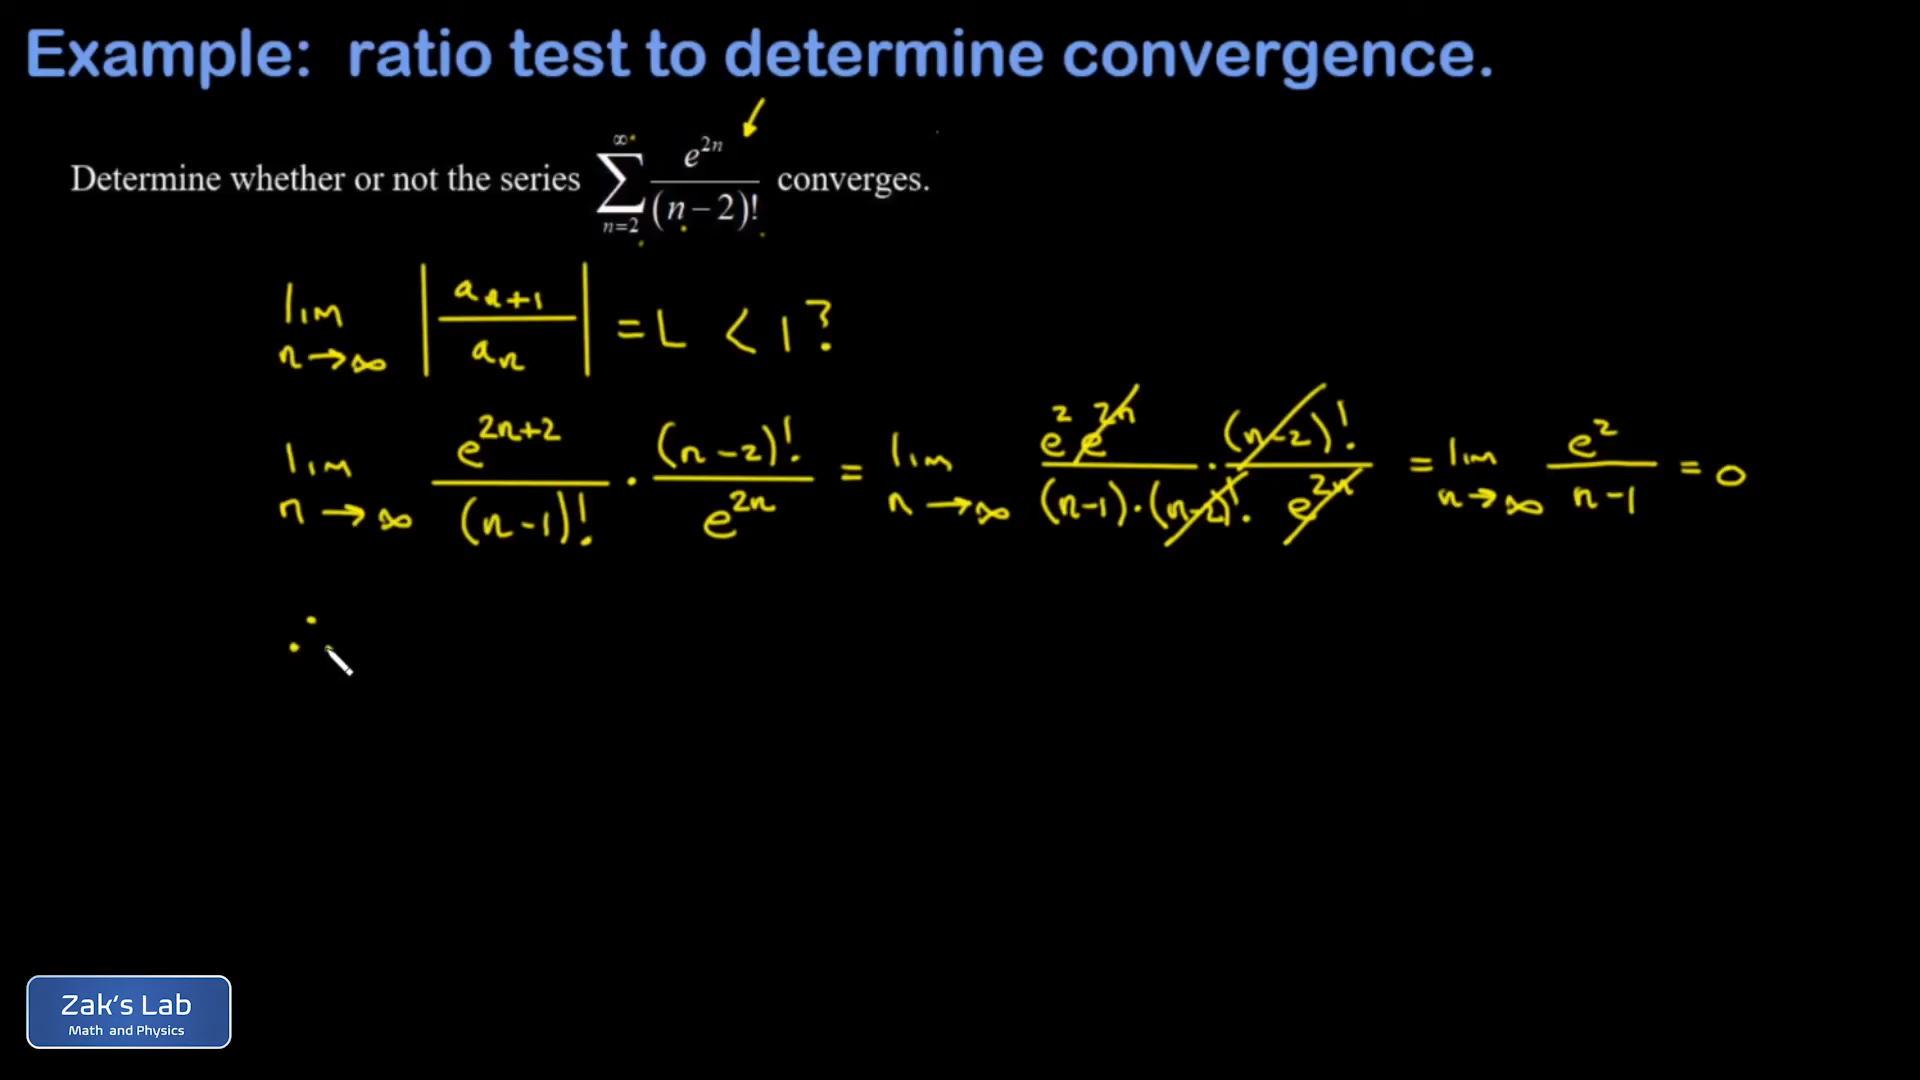 Example: ratio test to determine convergence.
Determine whether or not the series ∑_{n=2}^{∞} e^{2n}/(n−2)! converges.
lim_{n→∞} |a_{n+1}/a_n| = L < 1?
lim_{n→∞} e^{2n+2}/(n-1)! · (n-2)!/e^{2n} = lim_{n→∞} e^2 e^{2n}/((n-1)·(n-2)!) · (n-2)!/e^{2n} = lim_{n→∞} e^2/(n-1) = 0
∴
Zak's Lab
Math and Physics